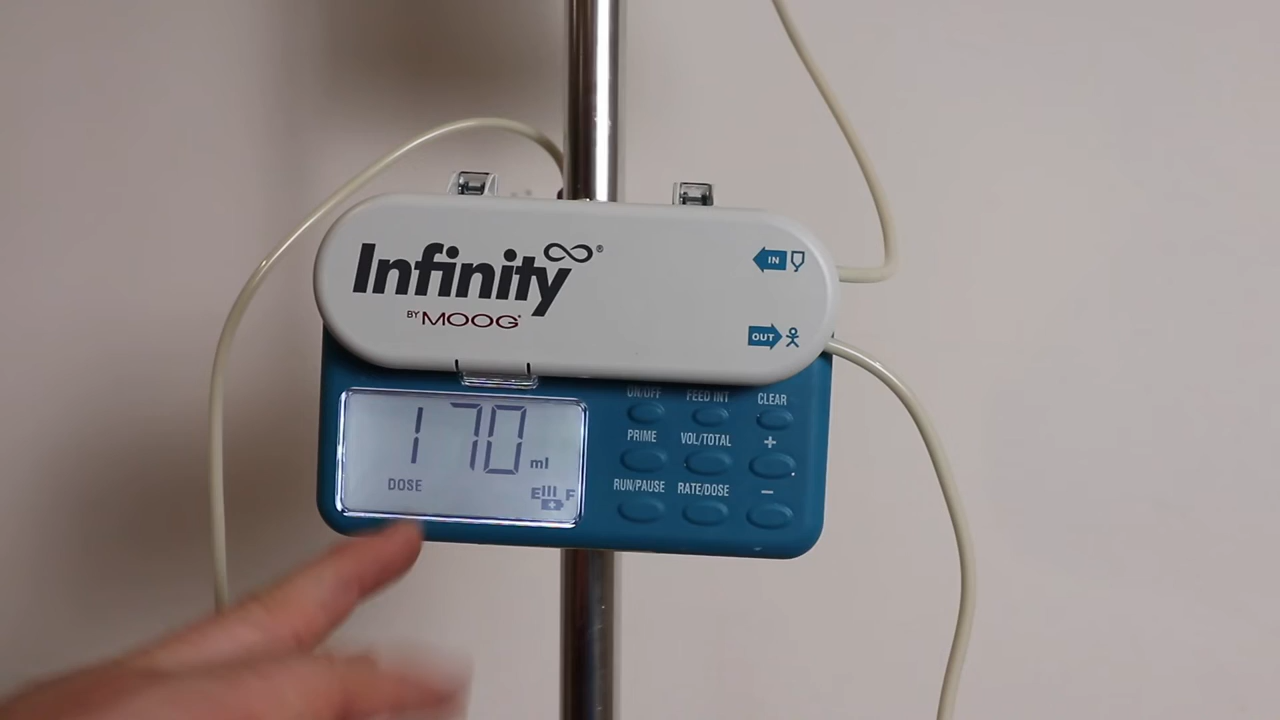 Infinity®
BY MOOG®
IN
OUT
ON/OFF FEED INT CLEAR
PRIME VOL/TOTAL +
RUN/PAUSE RATE/DOSE −
170 ml
DOSE
E F